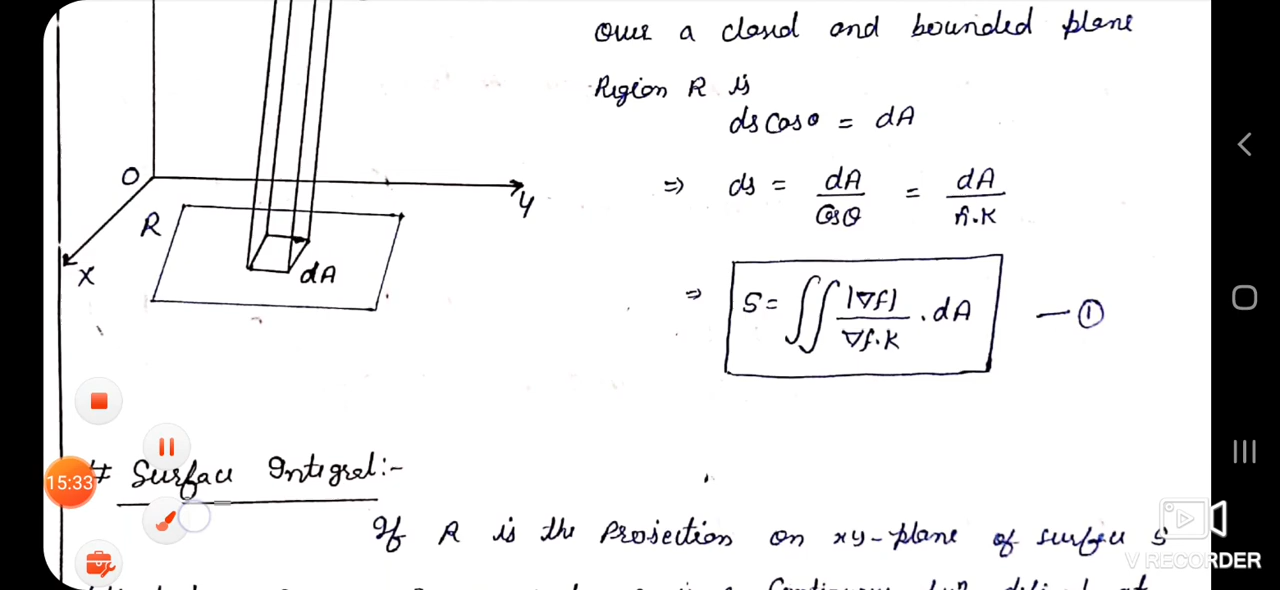 over a closed and bounded plane
Region R is
ds Cosθ = dA
⇒ ds = dA/Cosθ = dA/n̂.K
⇒ S = ∬ |∇f|/∇f.K . dA — ①
O
y
R
X
dA
15:33
# Surface Integral:-
If R is the Projection on xy-plane of surface S
V RECORDER